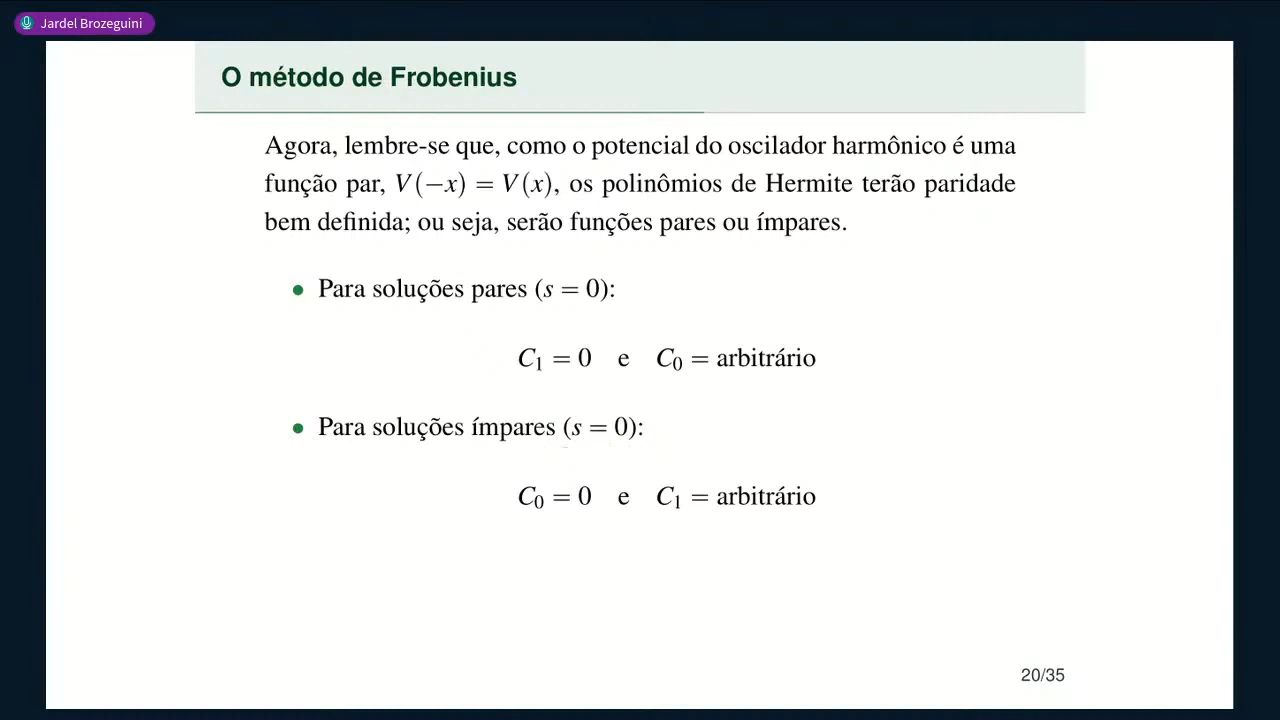 Jardel Brozeguini
O método de Frobenius
Agora, lembre-se que, como o potencial do oscilador harmônico é uma
função par, V(−x) = V(x), os polinômios de Hermite terão paridade
bem definida; ou seja, serão funções pares ou ímpares.
• Para soluções pares (s = 0):
C₁ = 0 e C₀ = arbitrário
• Para soluções ímpares (s = 0):
C₀ = 0 e C₁ = arbitrário
20/35